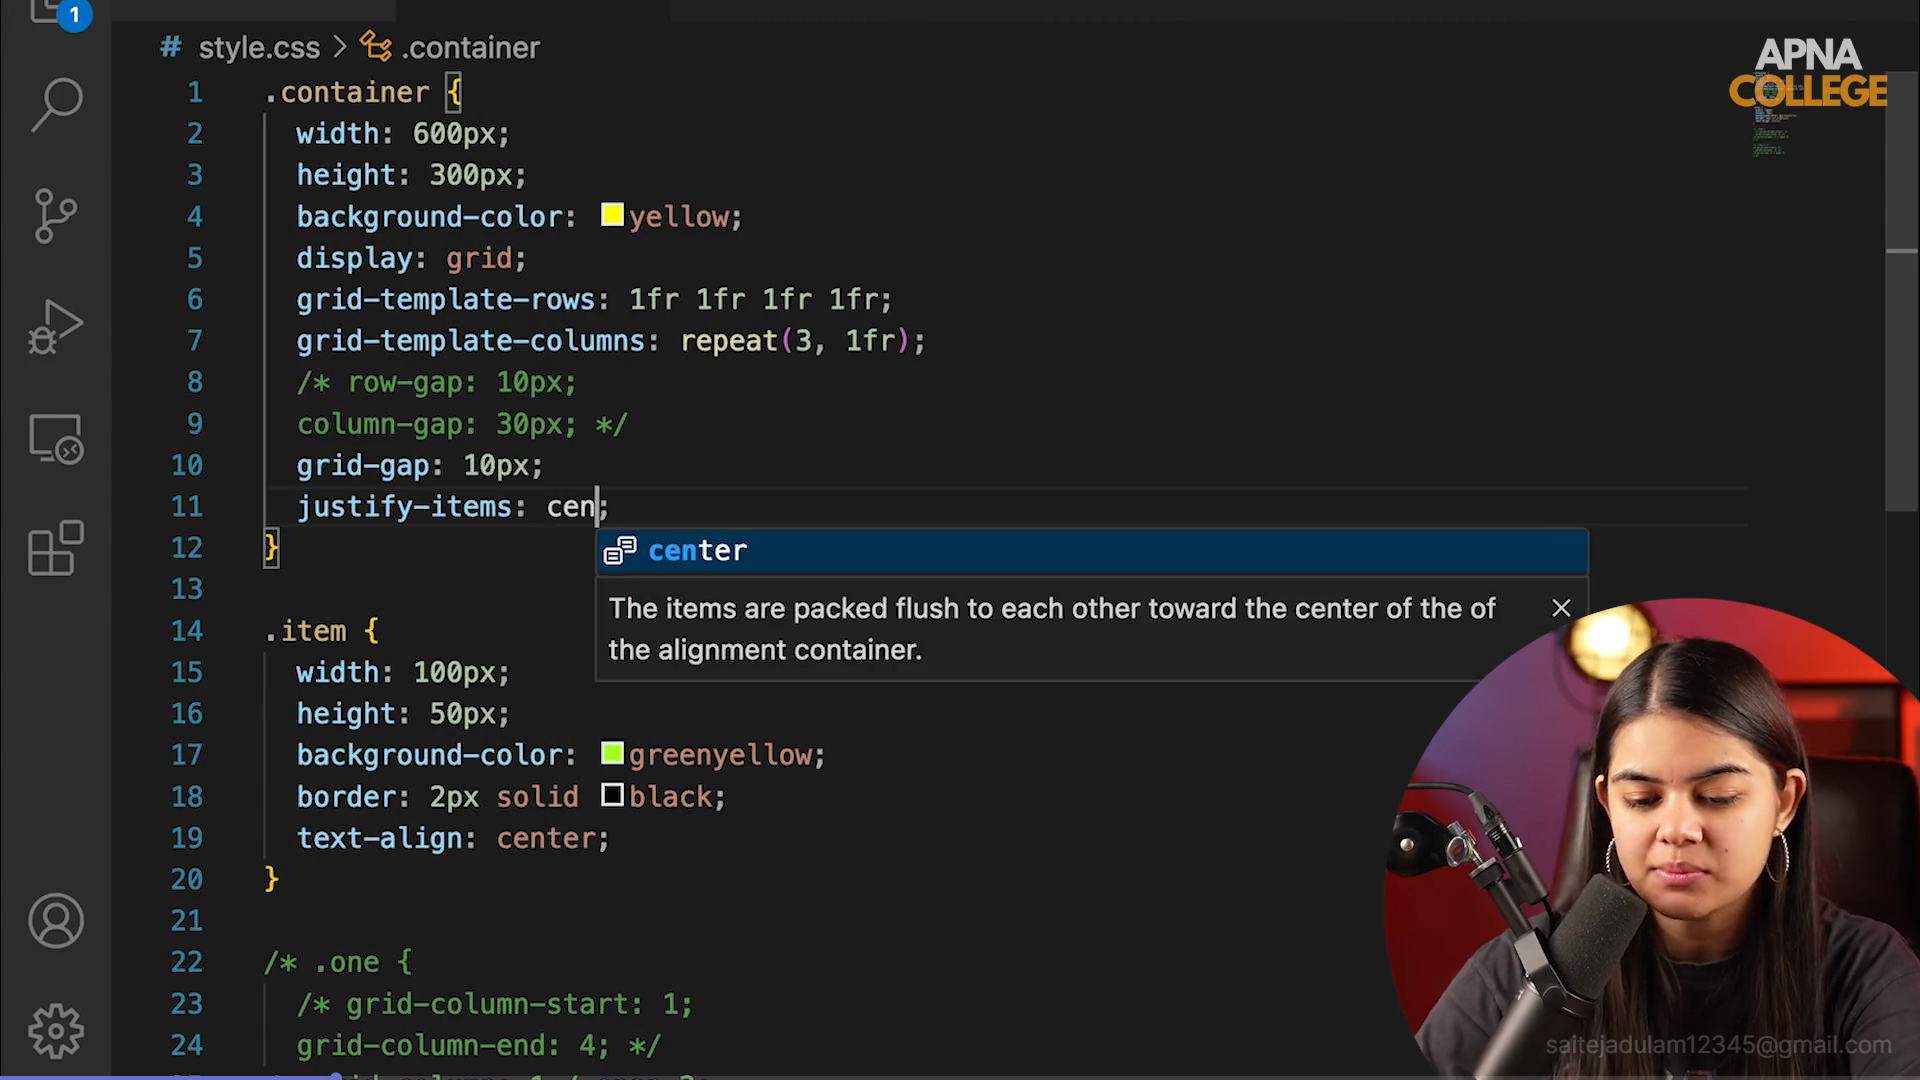 1
# style.css > .container
APNA
COLLEGE
1 .container {
2 width: 600px;
3 height: 300px;
4 background-color: yellow;
5 display: grid;
6 grid-template-rows: 1fr 1fr 1fr 1fr;
7 grid-template-columns: repeat(3, 1fr);
8 /* row-gap: 10px;
9 column-gap: 30px; */
10 grid-gap: 10px;
11 justify-items: cen;
12 }
center
The items are packed flush to each other toward the center of the of
the alignment container.
13
14 .item {
15 width: 100px;
16 height: 50px;
17 background-color: greenyellow;
18 border: 2px solid black;
19 text-align: center;
20 }
21
22 /* .one {
23 /* grid-column-start: 1;
24 grid-column-end: 4; */
saitejadulam12345@gmail.com